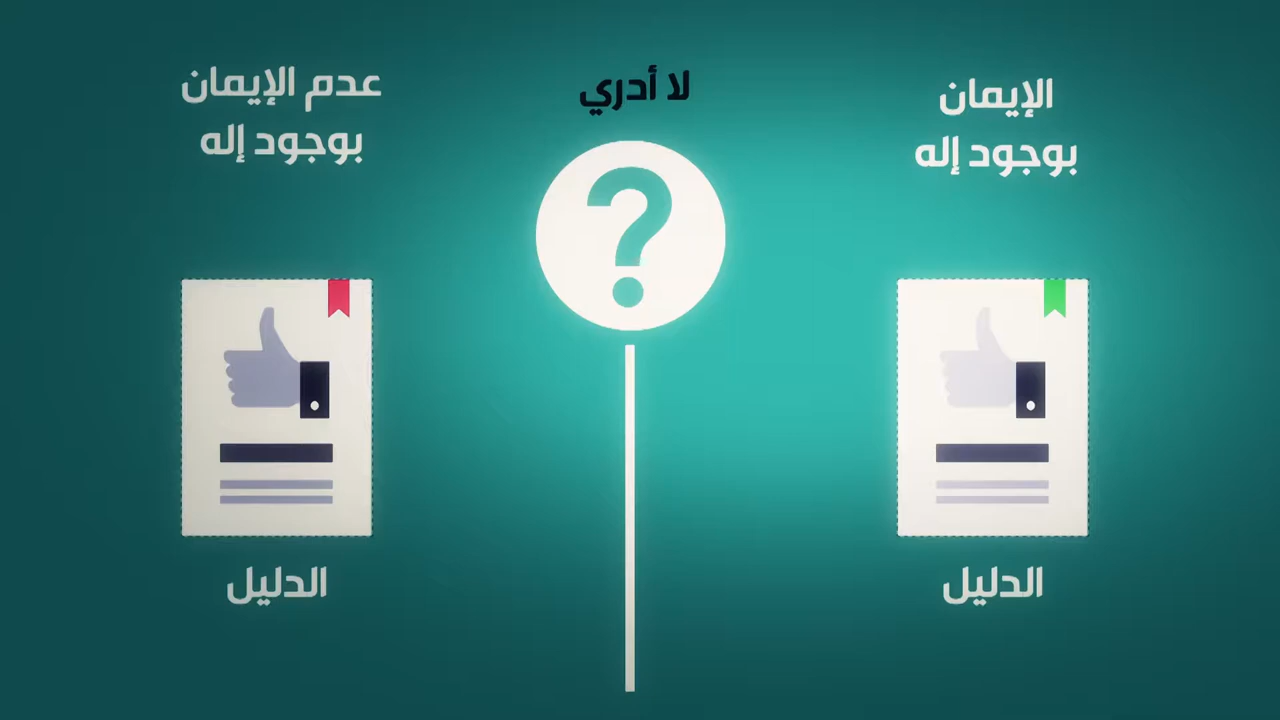 الإيمان
بوجود إله
لا أدري
عدم الإيمان
بوجود إله
الدليل
الدليل